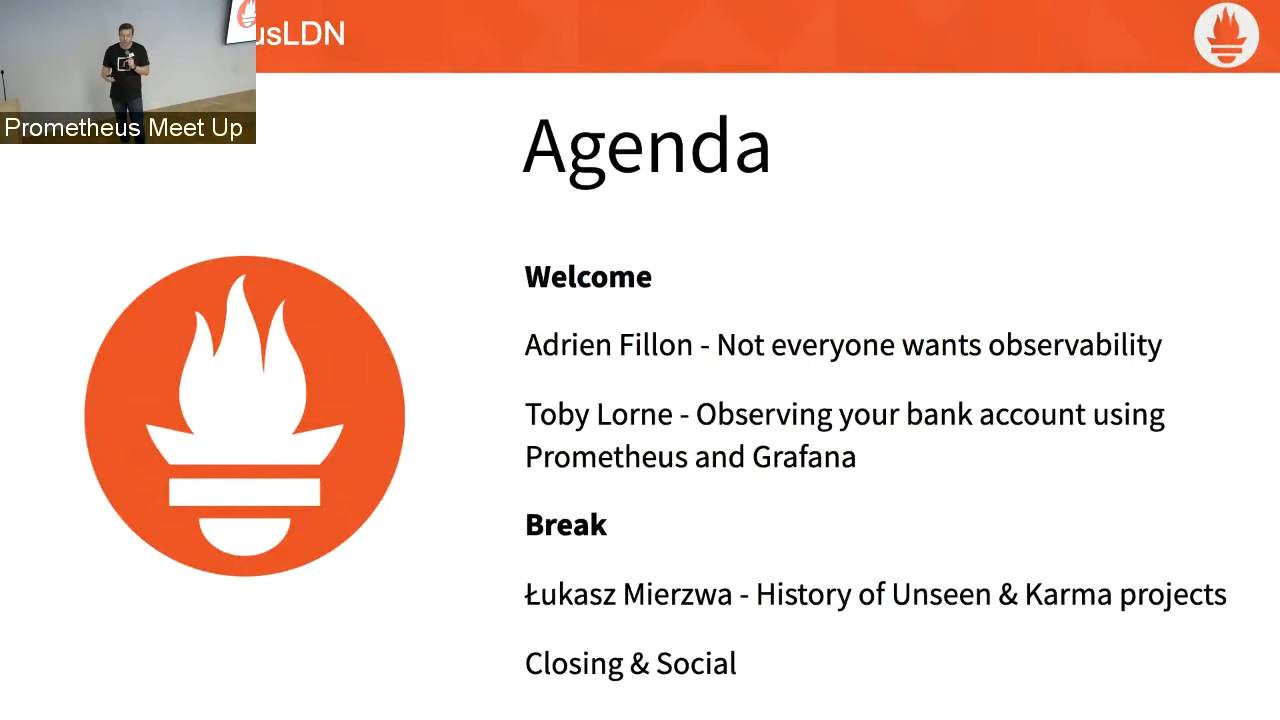 usLDN
Prometheus Meet Up
Agenda
Welcome
Adrien Fillon - Not everyone wants observability
Toby Lorne - Observing your bank account using
Prometheus and Grafana
Break
Łukasz Mierzwa - History of Unseen & Karma projects
Closing & Social